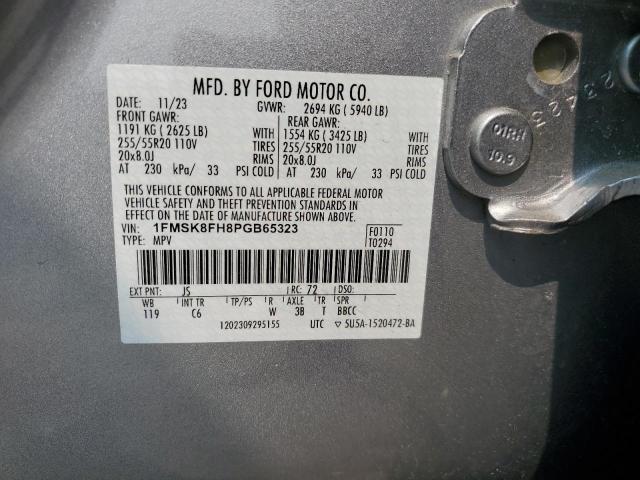 MFD. BY FORD MOTOR CO.
DATE: 11/23 GVWR: 2694 KG ( 5940 LB)
FRONT GAWR: REAR GAWR:
1191 KG ( 2625 LB) WITH 1554 KG ( 3425 LB) WITH
255/55R20 110V TIRES 255/55R20 110V TIRES
20x8.0J RIMS 20x8.0J RIMS
AT 230 kPa/ 33 PSI COLD AT 230 kPa/ 33 PSI COLD
THIS VEHICLE CONFORMS TO ALL APPLICABLE FEDERAL MOTOR
VEHICLE SAFETY AND THEFT PREVENTION STANDARDS IN
EFFECT ON THE DATE OF MANUFACTURE SHOWN ABOVE.
VIN: 1FMSK8FH8PGB65323 F0110
TYPE: MPV T0294
EXT PNT: JS RC: 72 DSO:
WB INT TR TP/PS R AXLE TR SPR
119 C6 W 3B T BBCC
1202309295155 UTC ▽ 5U5A-1520472-BA
01RH
10.9